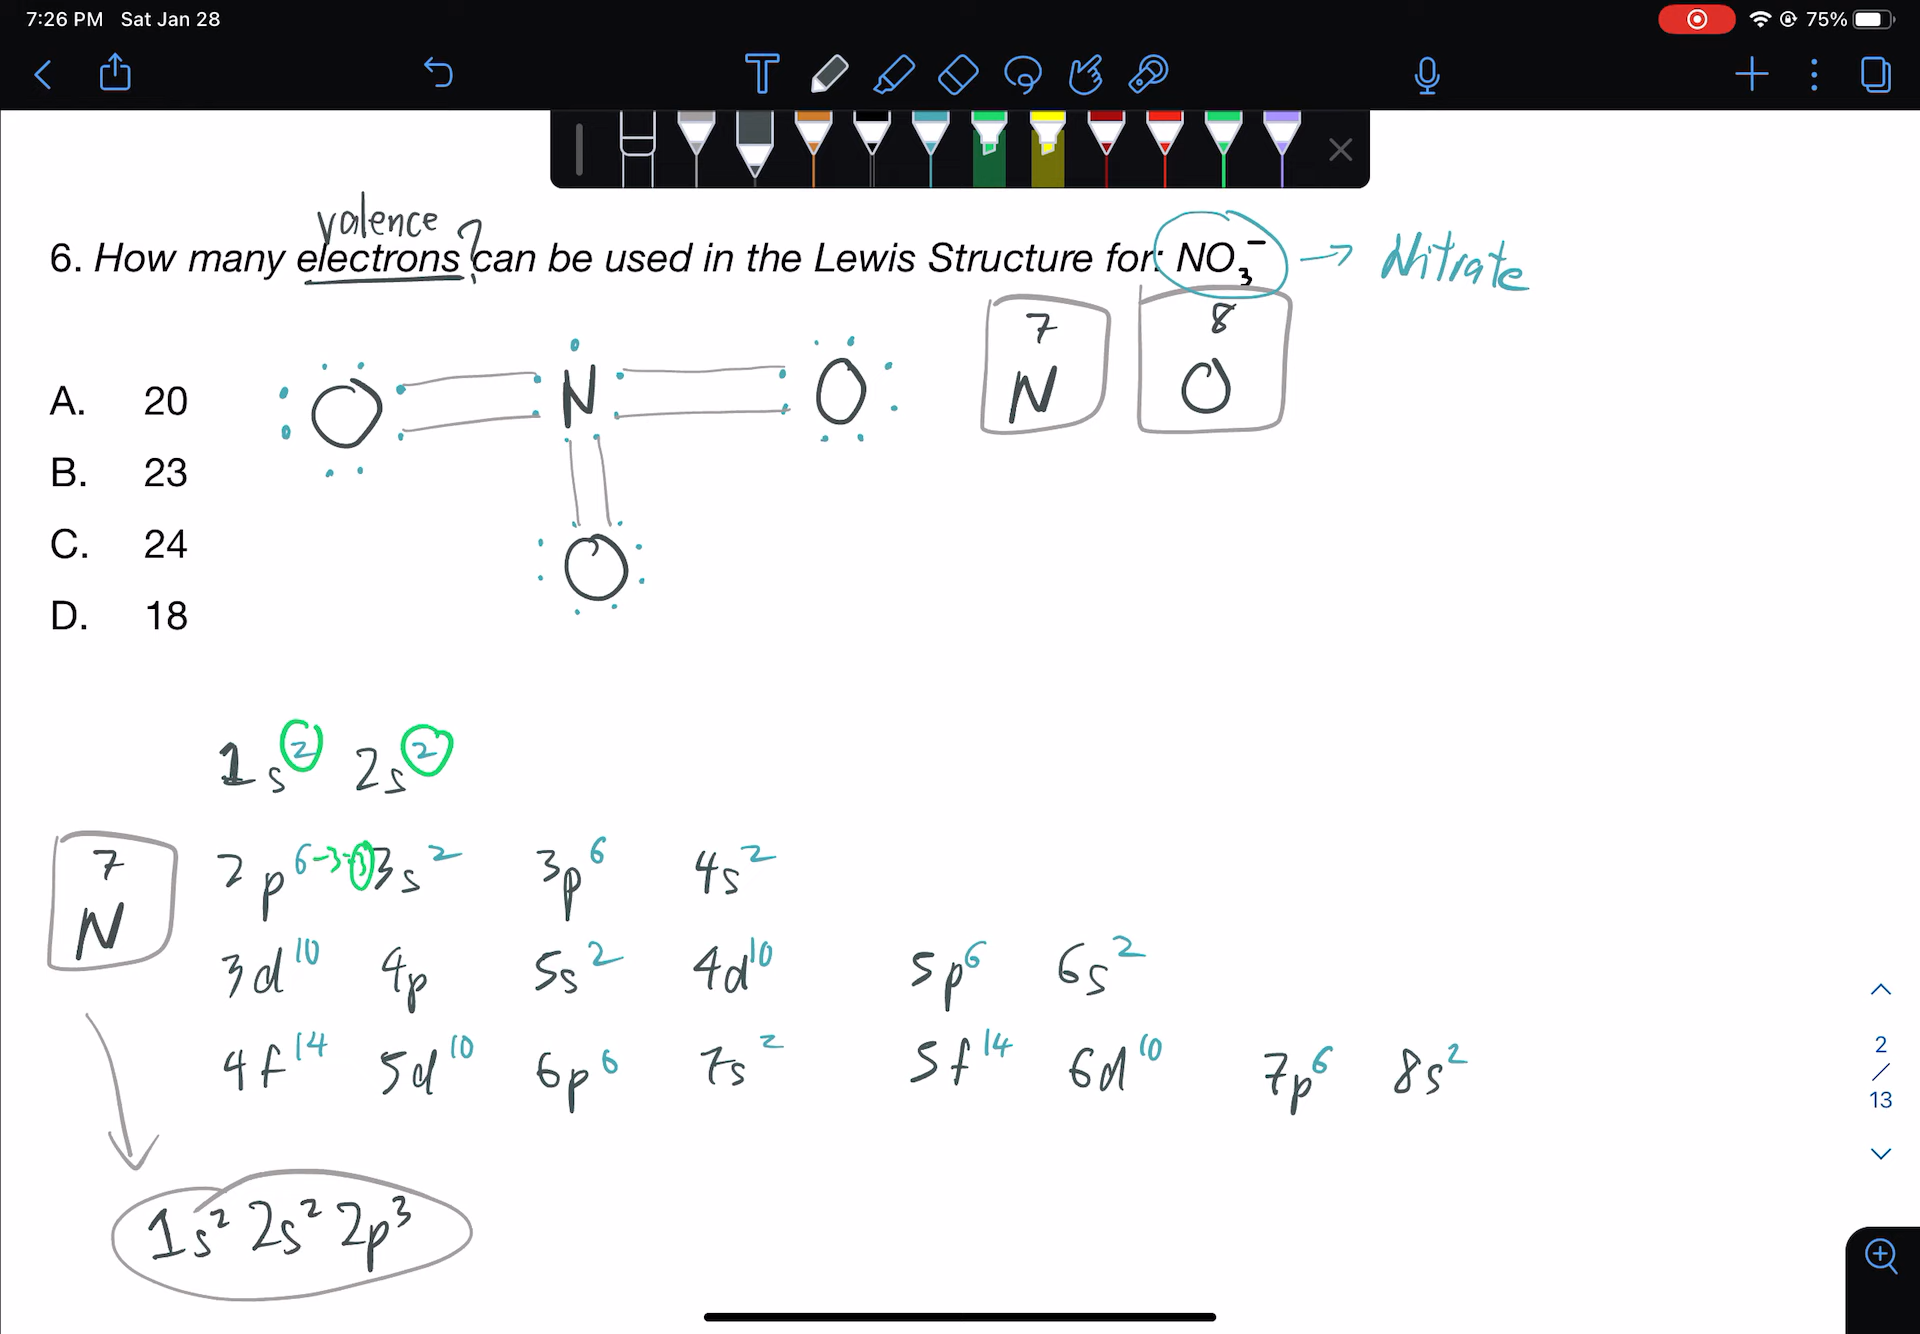 7:26 PM Sat Jan 28 75%
valence ?
6. How many electrons can be used in the Lewis Structure for: NO₃⁻ → Nitrate
7 8
N O
O N O
O
A. 20
B. 23
C. 24
D. 18
1s² 2s²
7
N
2p⁶⁻³⁼³ 3s² 3p⁶ 4s²
3d¹⁰ 4p 5s² 4d¹⁰ 5p⁶ 6s²
4f¹⁴ 5d¹⁰ 6p⁶ 7s² 5f¹⁴ 6d¹⁰ 7p⁶ 8s²
1s² 2s² 2p³
2
/
13